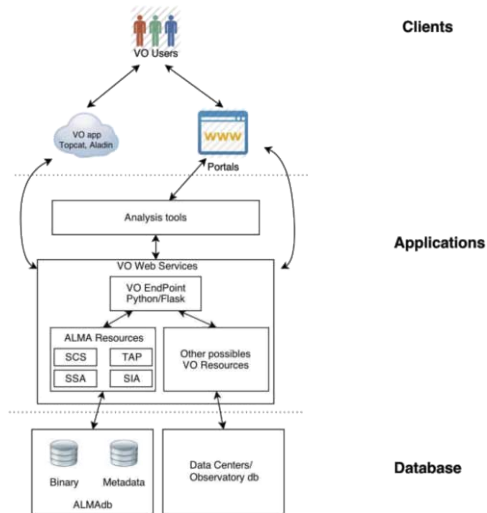 Clients
VO Users
VO app
Topcat, Aladin
www
Portals
Analysis tools
Applications
VO Web Services
VO EndPoint
Python/Flask
ALMA Resources
SCS
TAP
SSA
SIA
Other possibles
VO Resources
Binary
Metadata
ALMAdb
Data Centers/
Observatory db
Database